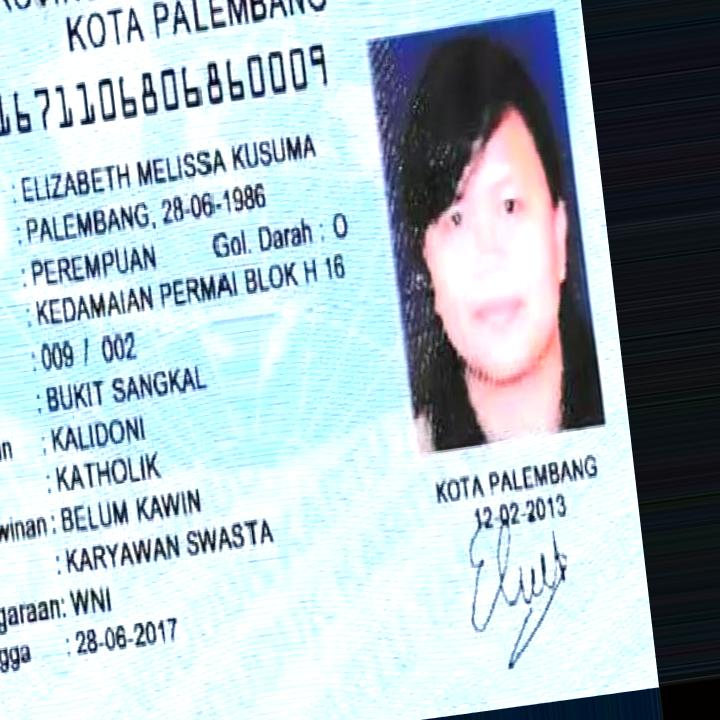 KOTA PALEMBANG
1671106806860009
: ELIZABETH MELISSA KUSUMA
: PALEMBANG, 28-06-1986
: PEREMPUAN Gol. Darah : O
: KEDAMAIAN PERMAI BLOK H 16
: 009 / 002
: BUKIT SANGKAL
: KALIDONI
: KATHOLIK
winan : BELUM KAWIN
: KARYAWAN SWASTA
garaan: WNI
gga : 28-06-2017
KOTA PALEMBANG
12-02-2013